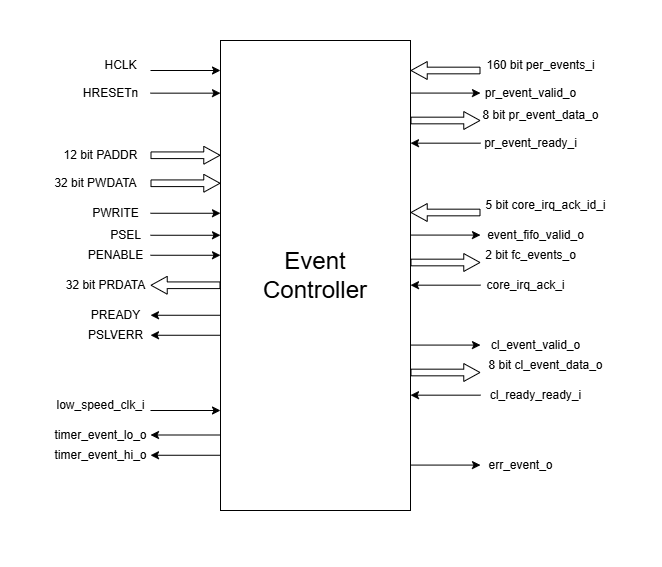 HCLK
HRESETn
12 bit PADDR
32 bit PWDATA
PWRITE
PSEL
PENABLE
32 bit PRDATA
PREADY
PSLVERR
low_speed_clk_i
timer_event_lo_o
timer_event_hi_o
Event
Controller
160 bit per_events_i
pr_event_valid_o
8 bit pr_event_data_o
pr_event_ready_i
5 bit core_irq_ack_id_i
event_fifo_valid_o
2 bit fc_events_o
core_irq_ack_i
cl_event_valid_o
8 bit cl_event_data_o
cl_ready_ready_i
err_event_o